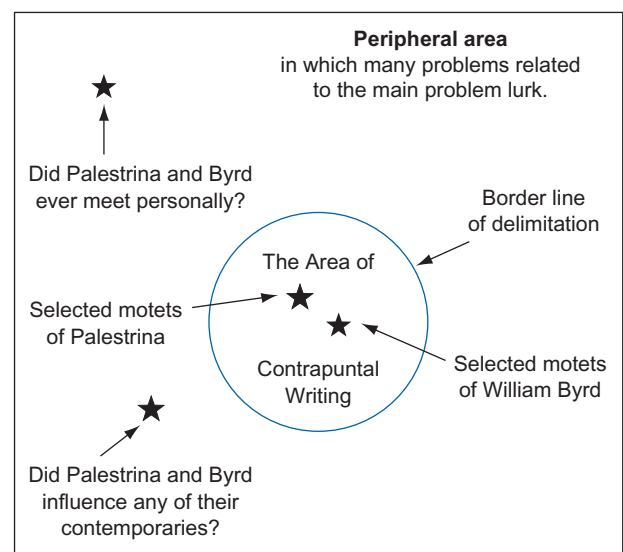 Peripheral area
in which many problems related
to the main problem lurk.
Did Palestrina and Byrd
ever meet personally?
Border line
of delimitation
The Area of
Selected motets
of Palestrina
Contrapuntal
Writing
Selected motets
of William Byrd
Did Palestrina and Byrd
influence any of their
contemporaries?